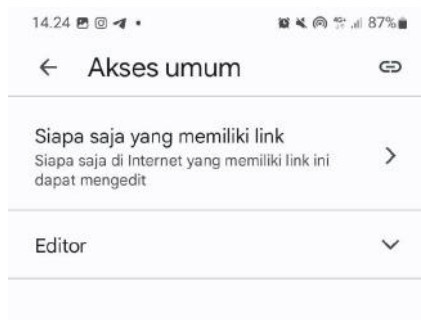 14.24 87%
Akses umum
Siapa saja yang memiliki link
Siapa saja di Internet yang memiliki link ini
dapat mengedit
Editor